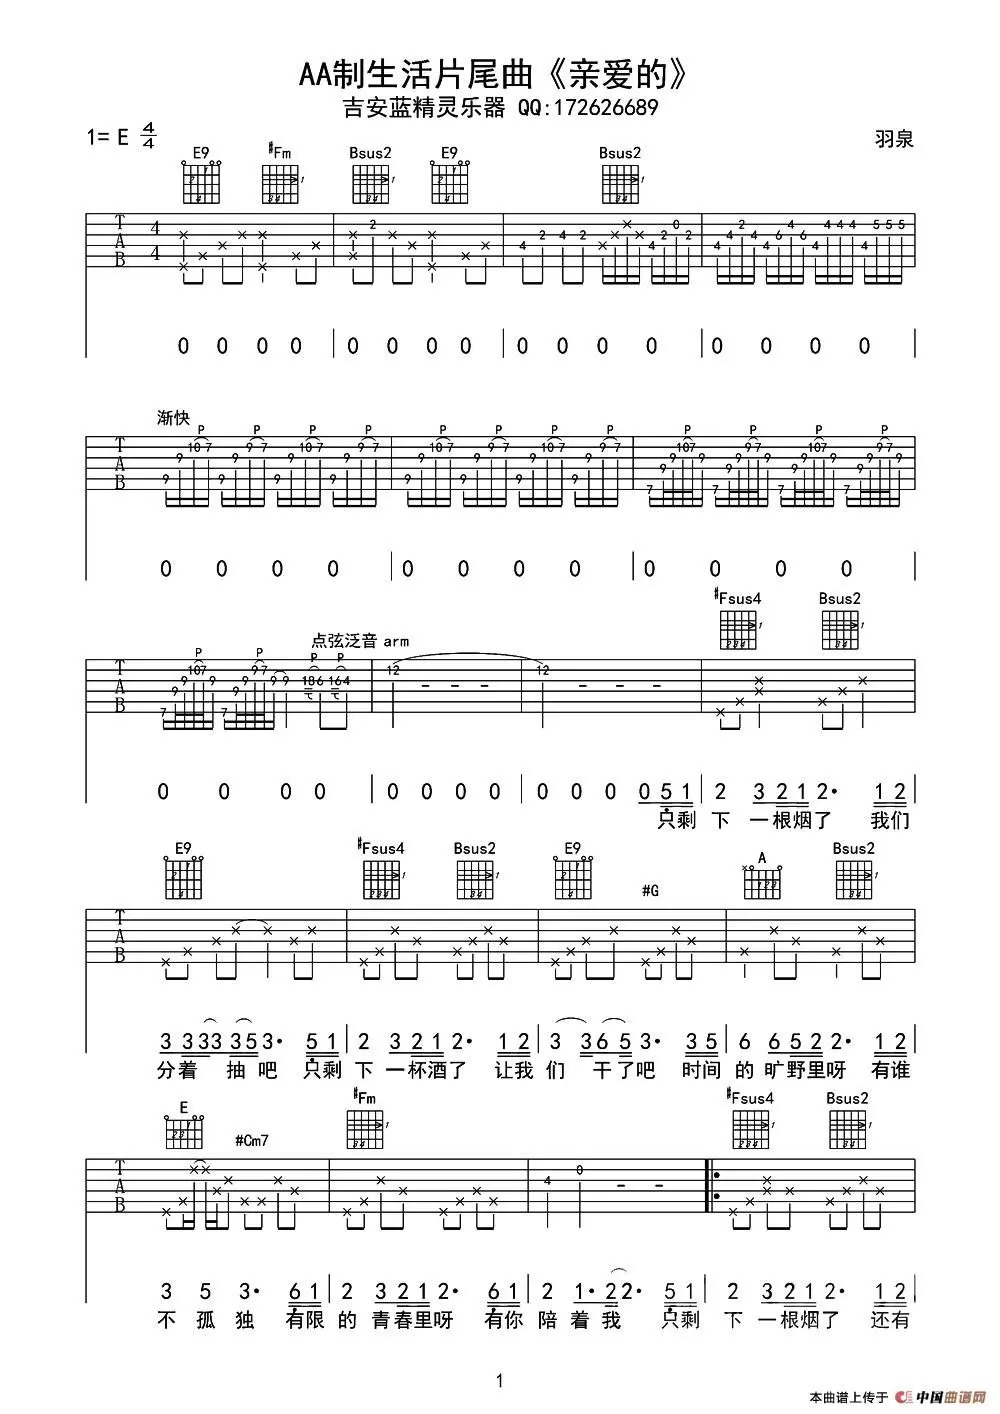 AA制生活片尾曲《亲爱的》
吉安蓝精灵乐器 QQ:172626689
1= E 4/4
羽泉
E9 #Fm Bsus2 E9 Bsus2
0 0 0 0 0 0 0 0 0 0 0 0 0 0 0 0
渐快
P P P P P P P P P P P P
0 0 0 0 0 0 0 0 0 0 0 0
#Fsus4 Bsus2
点弦泛音 arm
P P P P
0 0 0 0 0 0 0 0 0 0 0 0 5 1 2 3 2 1 2· 1 2
只剩 下 一根烟了 我们
E9 #Fsus4 Bsus2 E9 #G A Bsus2
3 3 3 3 3 3 5 3· 5 1 2 3 2 1 2· 1 2 3 3 6 5 3· 3 5 6 6 5 2 2· 1 2
分着 抽吧 只剩 下 一杯酒了 让我 们 干了吧 时间 的 旷野里呀 有谁
E #Cm7 #Fm #Fsus4 Bsus2
3 5 3· 6 1 2 3 2 1 2· 6 1 2 1· 2 2 2· 5 1 2 3 2 1 2· 1 2
不 孤 独 有限 的 青春里呀 有你 陪 着 我 只剩 下 一根烟了 还有
1
本曲谱上传于 中国曲谱网